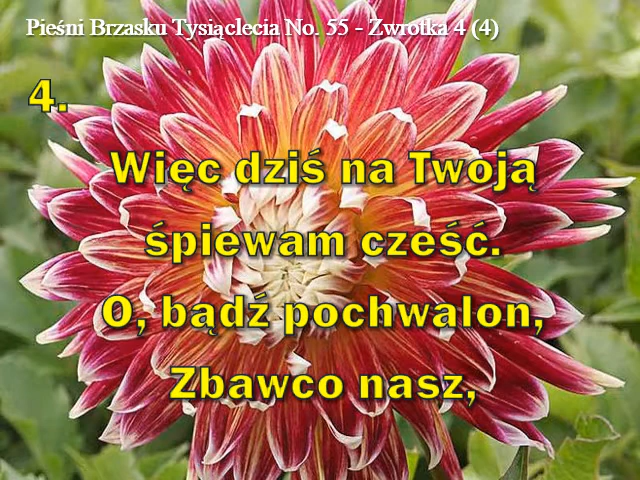 Pieśni Brzasku Tysiąclecia No. 55 - Zwrotka 4 (4)
4.
Więc dziś na Twoją
śpiewam cześć.
O, bądź pochwalon,
Zbawco nasz,